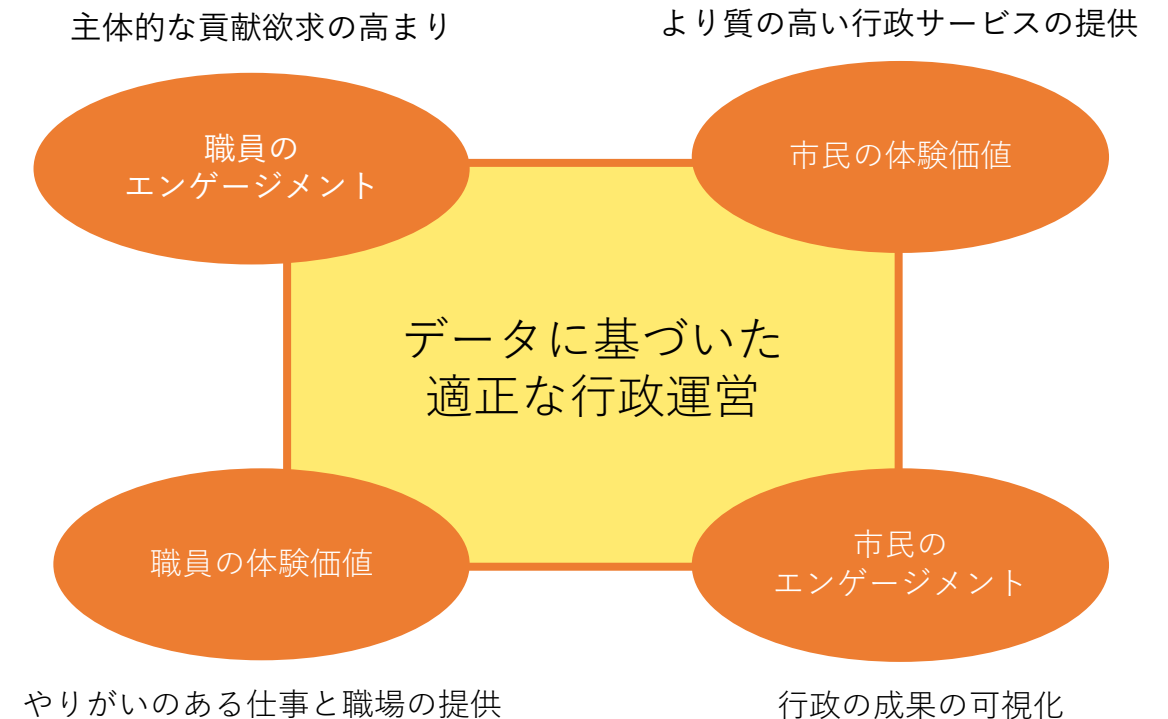 主体的な貢献欲求の高まり
より質の高い行政サービスの提供
職員の
エンゲージメント
市民の体験価値
データに基づいた
適正な行政運営
職員の体験価値
市民の
エンゲージメント
やりがいのある仕事と職場の提供
行政の成果の可視化